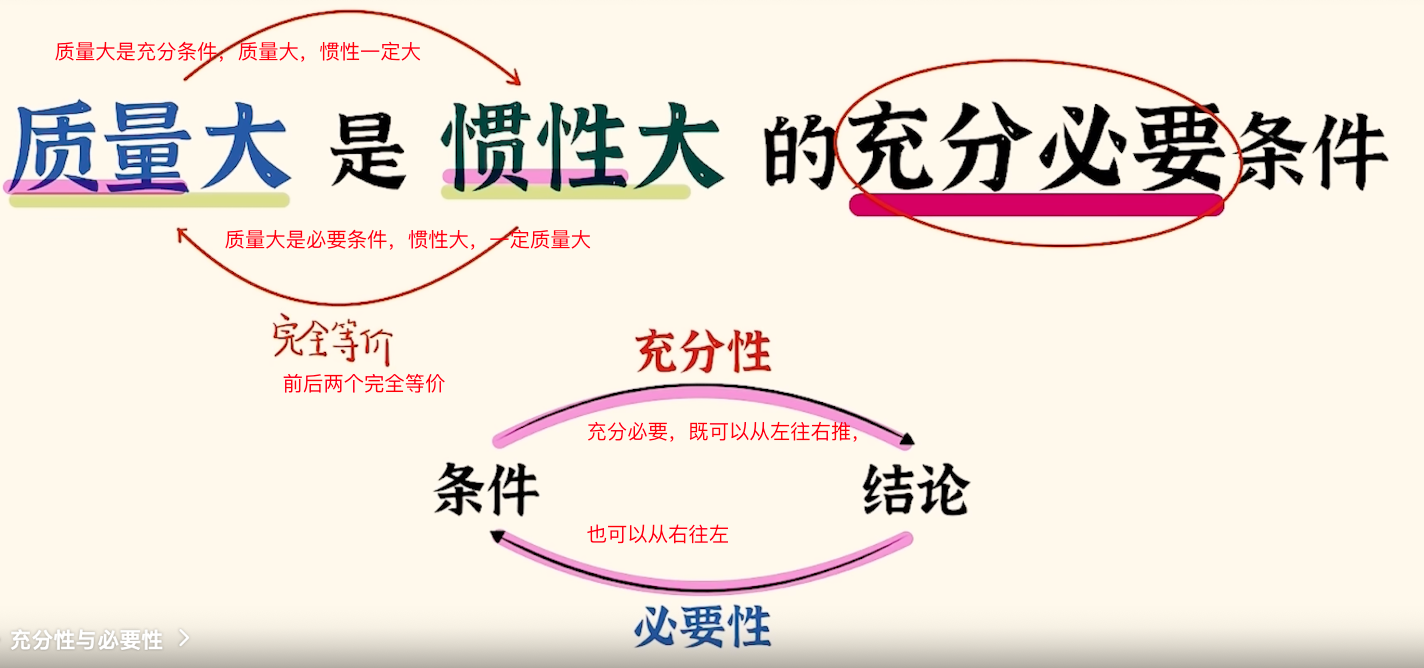 质量大是充分条件，质量大，惯性一定大
质量大 是 惯性大 的充分必要条件
质量大是必要条件，惯性大，一定质量大
完全等价
前后两个完全等价
充分性
充分必要，既可以从左往右推，
条件 结论
也可以从右往左
必要性
充分性与必要性 >